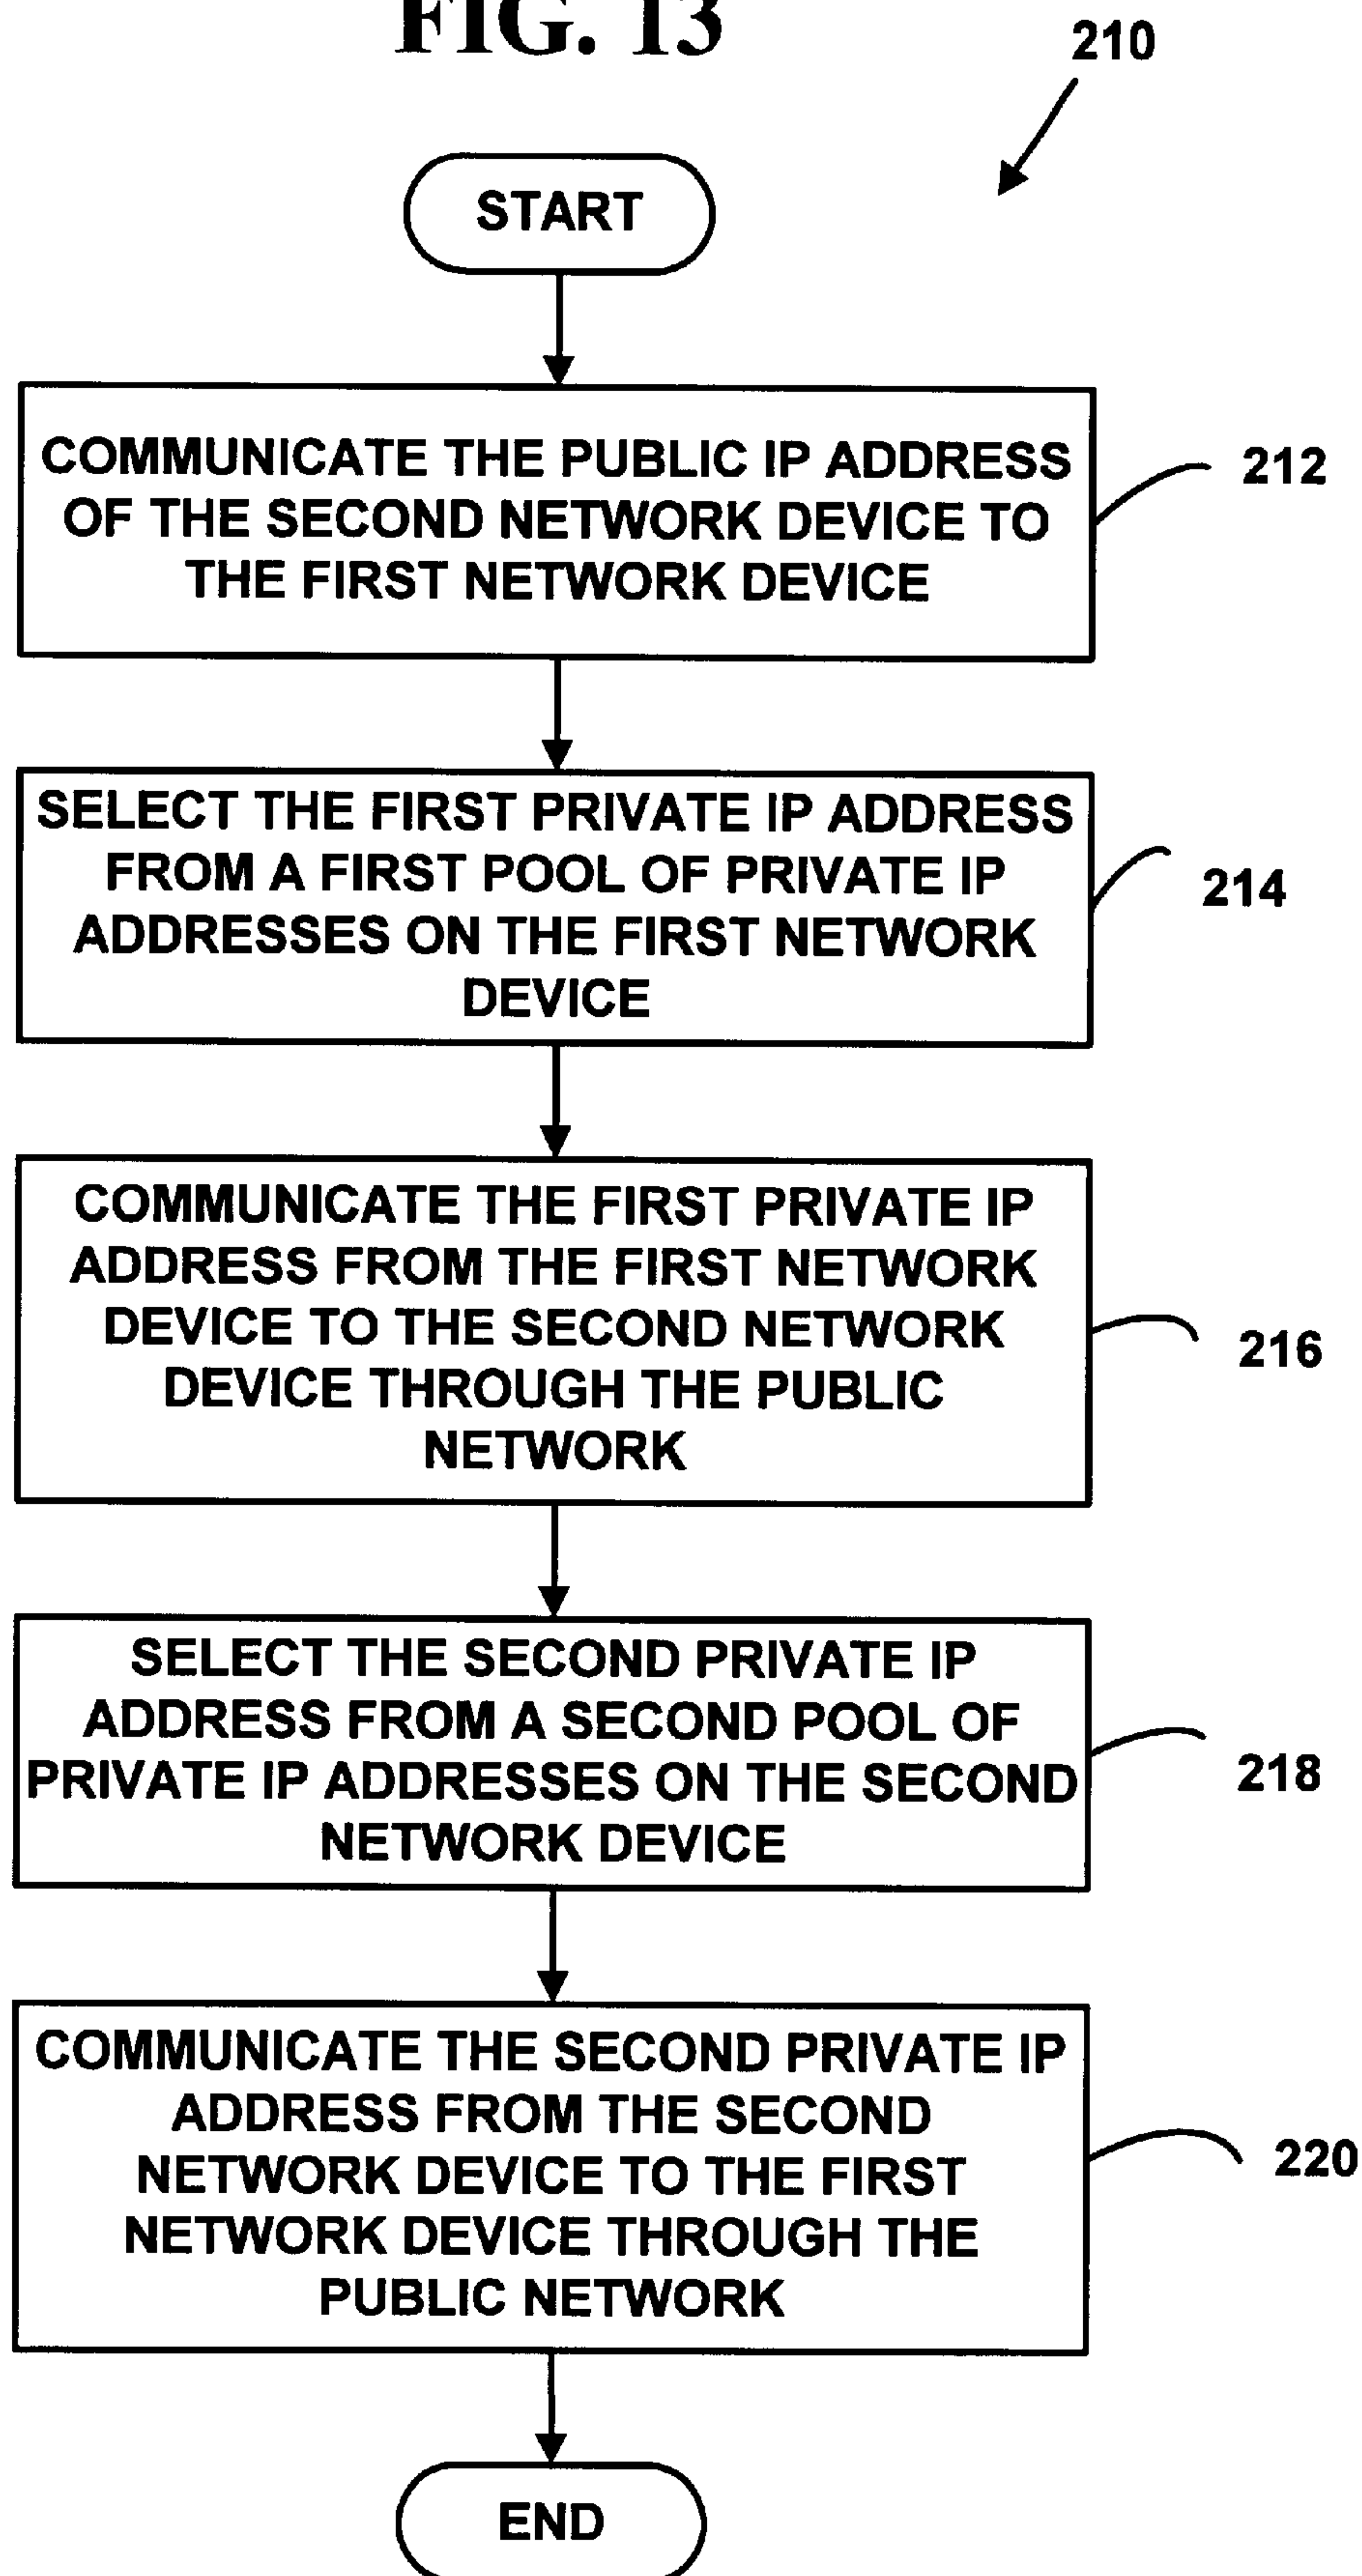 FIG. 13
210
START
COMMUNICATE THE PUBLIC IP ADDRESS
OF THE SECOND NETWORK DEVICE TO
THE FIRST NETWORK DEVICE
212
SELECT THE FIRST PRIVATE IP ADDRESS
FROM A FIRST POOL OF PRIVATE IP
ADDRESSES ON THE FIRST NETWORK
DEVICE
214
COMMUNICATE THE FIRST PRIVATE IP
ADDRESS FROM THE FIRST NETWORK
DEVICE TO THE SECOND NETWORK
DEVICE THROUGH THE PUBLIC
NETWORK
216
SELECT THE SECOND PRIVATE IP
ADDRESS FROM A SECOND POOL OF
PRIVATE IP ADDRESSES ON THE SECOND
NETWORK DEVICE
218
COMMUNICATE THE SECOND PRIVATE IP
ADDRESS FROM THE SECOND
NETWORK DEVICE TO THE FIRST
NETWORK DEVICE THROUGH THE
PUBLIC NETWORK
220
END